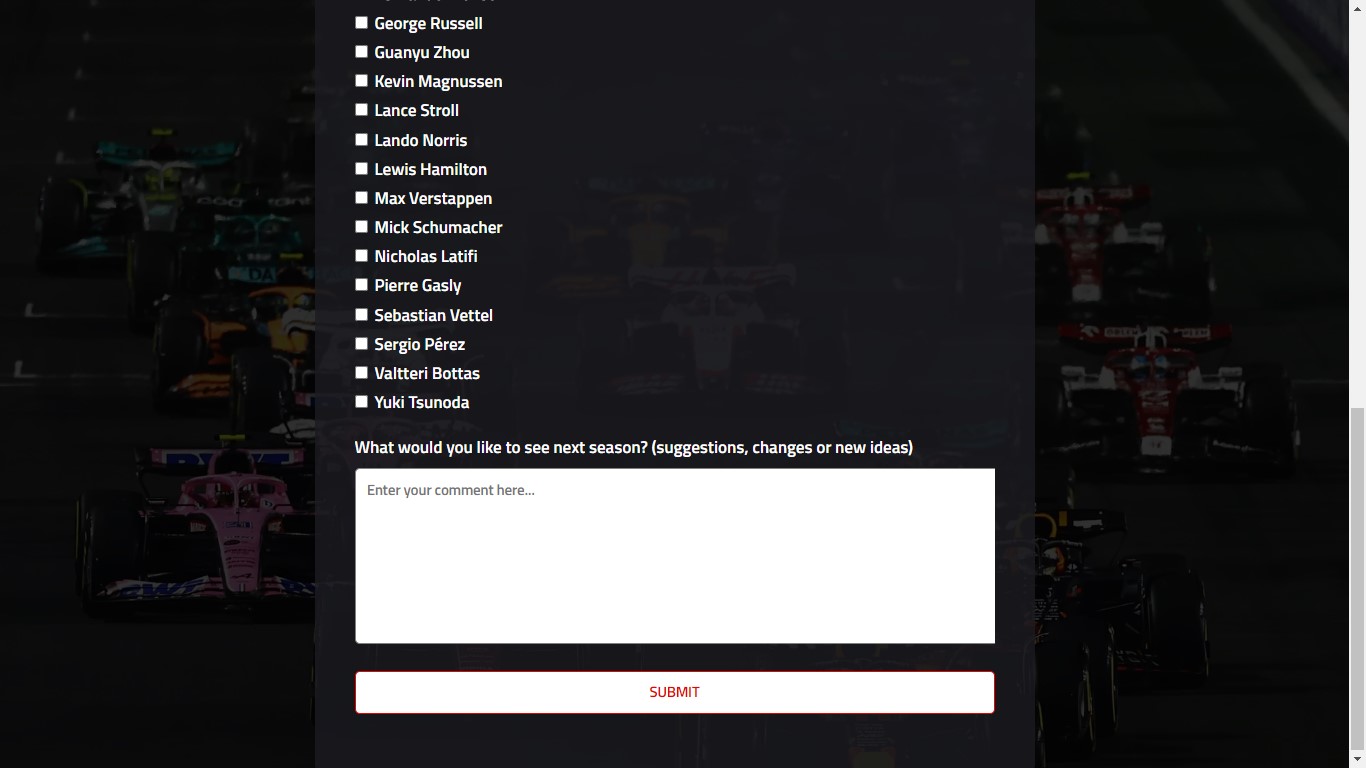 George Russell
Guanyu Zhou
Kevin Magnussen
Lance Stroll
Lando Norris
Lewis Hamilton
Max Verstappen
Mick Schumacher
Nicholas Latifi
Pierre Gasly
Sebastian Vettel
Sergio Pérez
Valtteri Bottas
Yuki Tsunoda
What would you like to see next season? (suggestions, changes or new ideas)
Enter your comment here...
SUBMIT